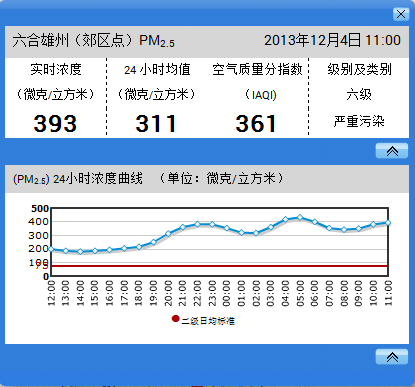 六合雄州（郊区点）PM2.5 2013年12月4日 11:00
实时浓度 24 小时均值 空气质量分指数 级别及类别
（微克/立方米） （微克/立方米） （IAQI） 六级
393 311 361 严重污染
(PM2.5) 24小时浓度曲线 （单位：微克/立方米）
500
400
300
200
100
0
12:00 13:00 14:00 15:00 16:00 17:00 18:00 19:00 20:00 21:00 22:00 23:00 00:00 01:00 02:00 03:00 04:00 05:00 06:00 07:00 08:00 09:00 10:00 11:00
二级日均标准